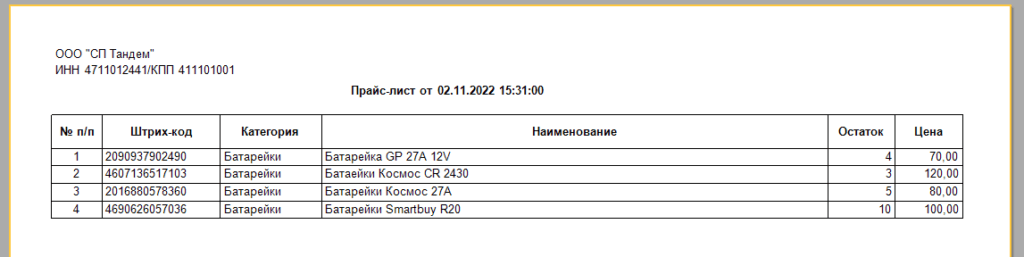 ООО "СП Тандем"
ИНН 4711012441/КПП 411101001
Прайс-лист от 02.11.2022 15:31:00
№ п/п Штрих-код Категория Наименование Остаток Цена
1 2090937902490 Батарейки Батарейка GP 27A 12V 4 70,00
2 4607136517103 Батарейки Батаейки Космос CR 2430 3 120,00
3 2016880578360 Батарейки Батарейки Космос 27А 5 80,00
4 4690626057036 Батарейки Батарейки Smartbuy R20 10 100,00